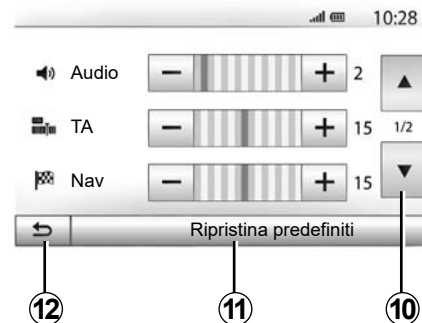 10:28
Audio − + 2
TA − + 15 1/2
Nav − + 15
Ripristina predefiniti
12 11 10